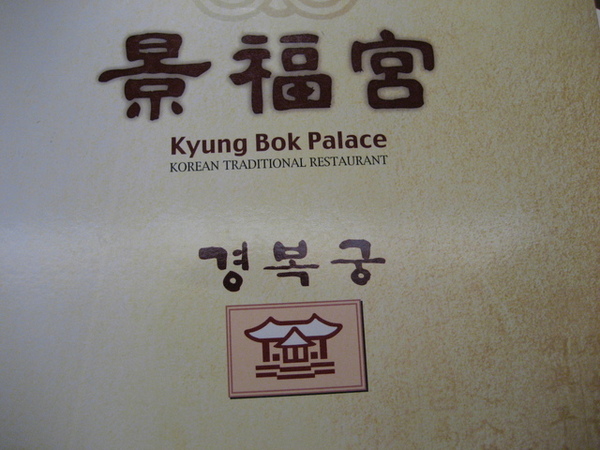 景福宮
Kyung Bok Palace
KOREAN TRADITIONAL RESTAURANT
경복궁